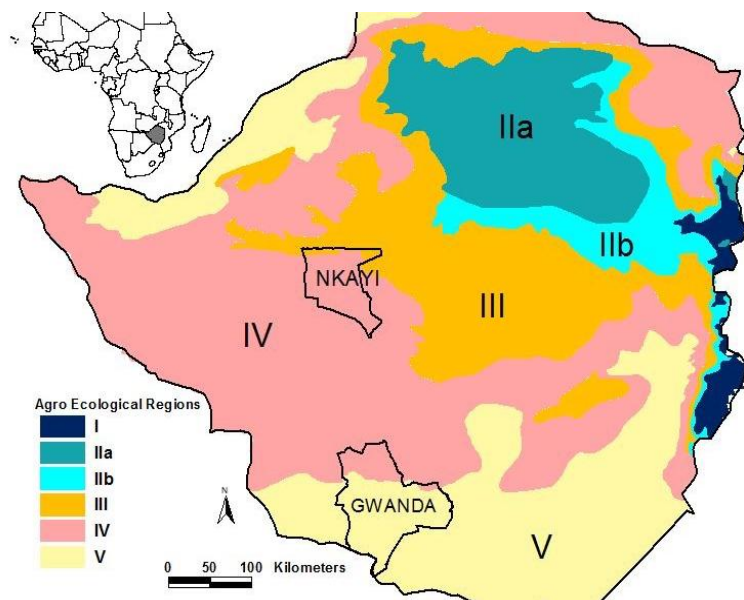 IIa
IIb
NKAYI
III
IV
Agro Ecological Regions
I
IIa
IIb
III
IV
V
N
GWANDA
V
0 50 100 Kilometers